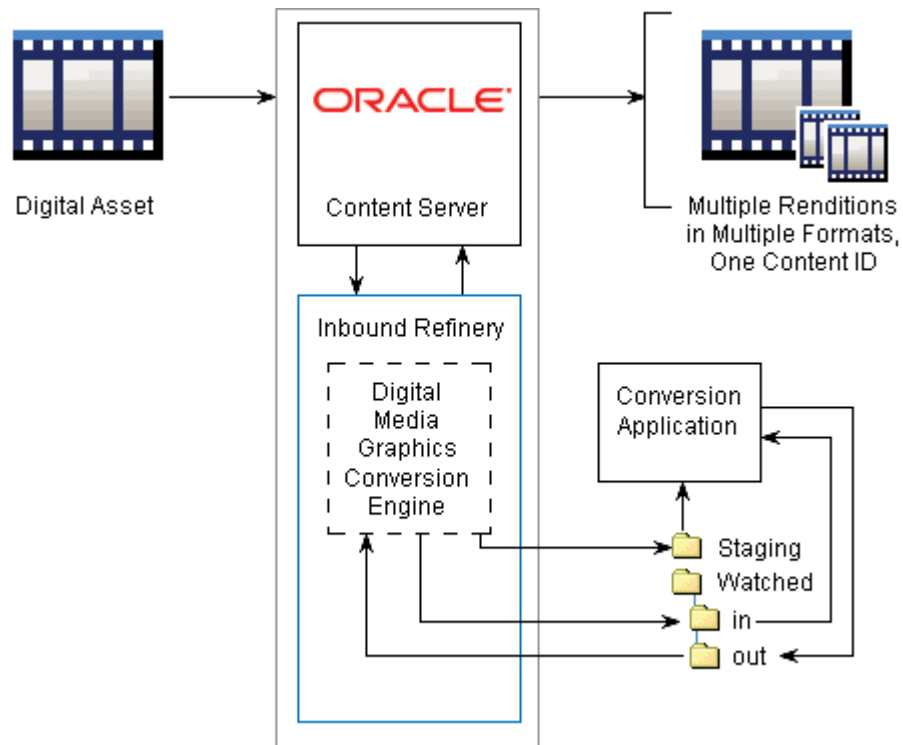 ORACLE
Content Server
Digital Asset
Multiple Renditions
in Multiple Formats,
One Content ID
Inbound Refinery
Digital
Media
Graphics
Conversion
Engine
Conversion
Application
Staging
Watched
in
out